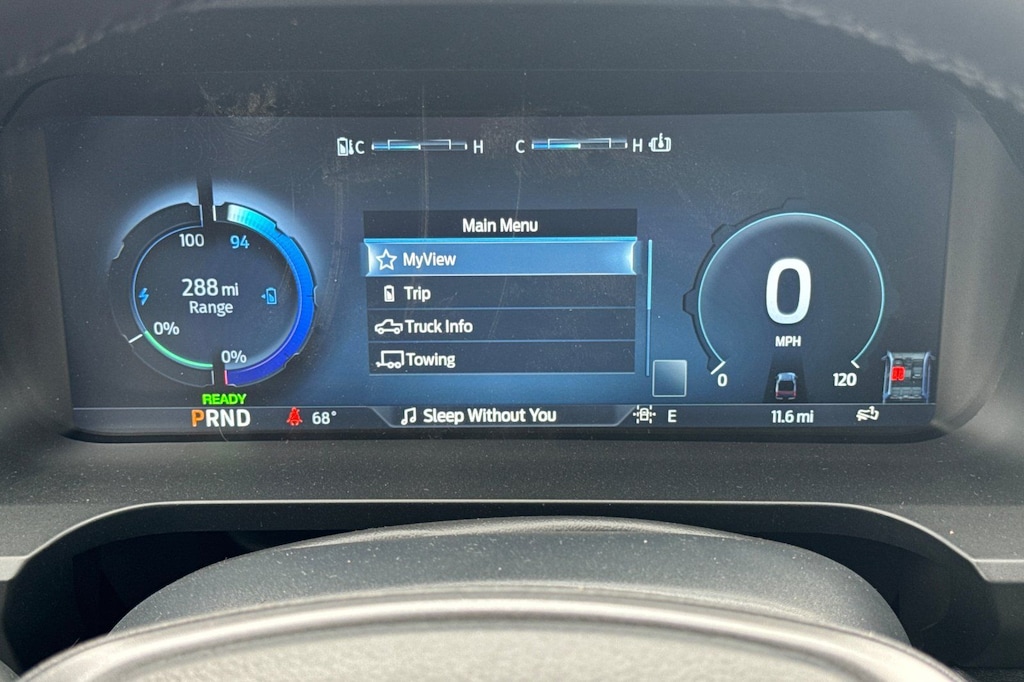 C H C H
Main Menu
MyView
Trip
Truck Info
Towing
100 94
288 mi
Range
0%
0%
READY
PRND
68°
Sleep Without You
E
0
MPH
0 120
11.6 mi